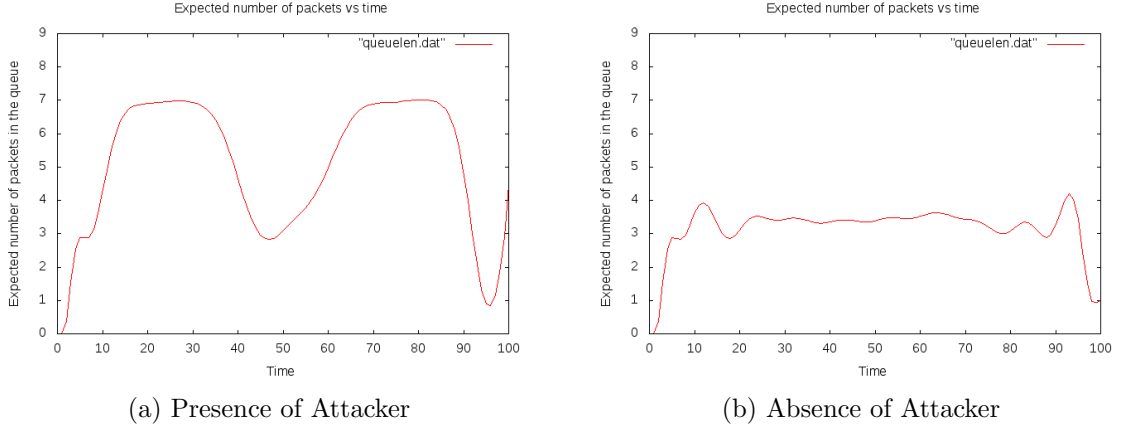 Expected number of packets vs time
"queuelen.dat"
9
8
7
6
5
4
3
2
1
0
Expected number of packets in the queue
0 10 20 30 40 50 60 70 80 90 100
Time
(a) Presence of Attacker
Expected number of packets vs time
"queuelen.dat"
9
8
7
6
5
4
3
2
1
0
Expected number of packets in the queue
0 10 20 30 40 50 60 70 80 90 100
Time
(b) Absence of Attacker